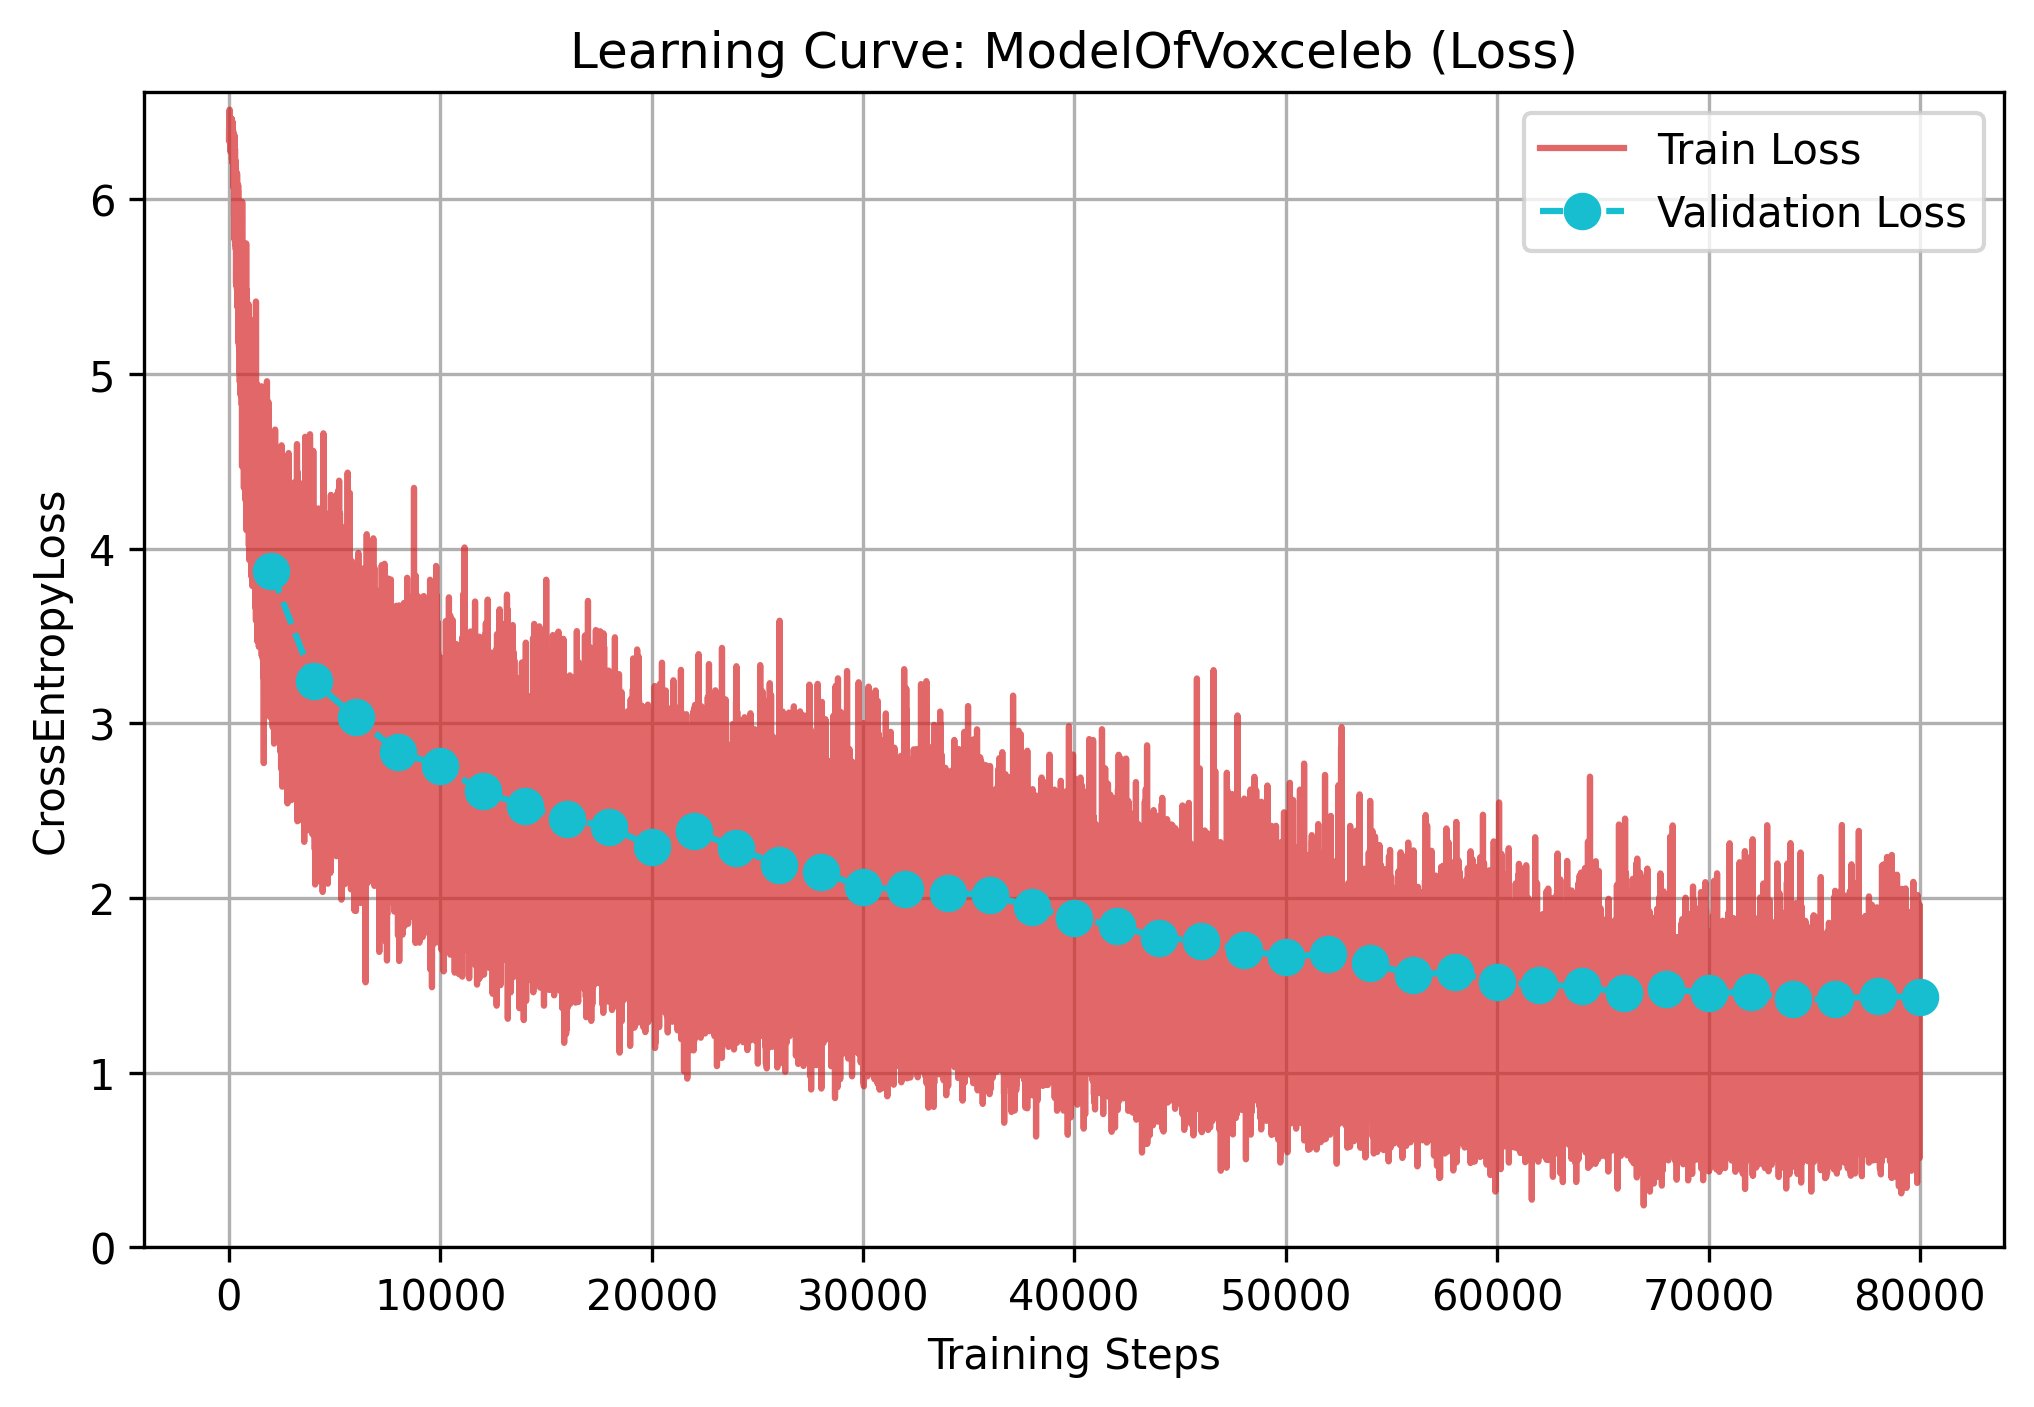 Learning Curve: ModelOfVoxceleb (Loss)
Train Loss
Validation Loss
CrossEntropyLoss
6
5
4
3
2
1
0
0 10000 20000 30000 40000 50000 60000 70000 80000
Training Steps